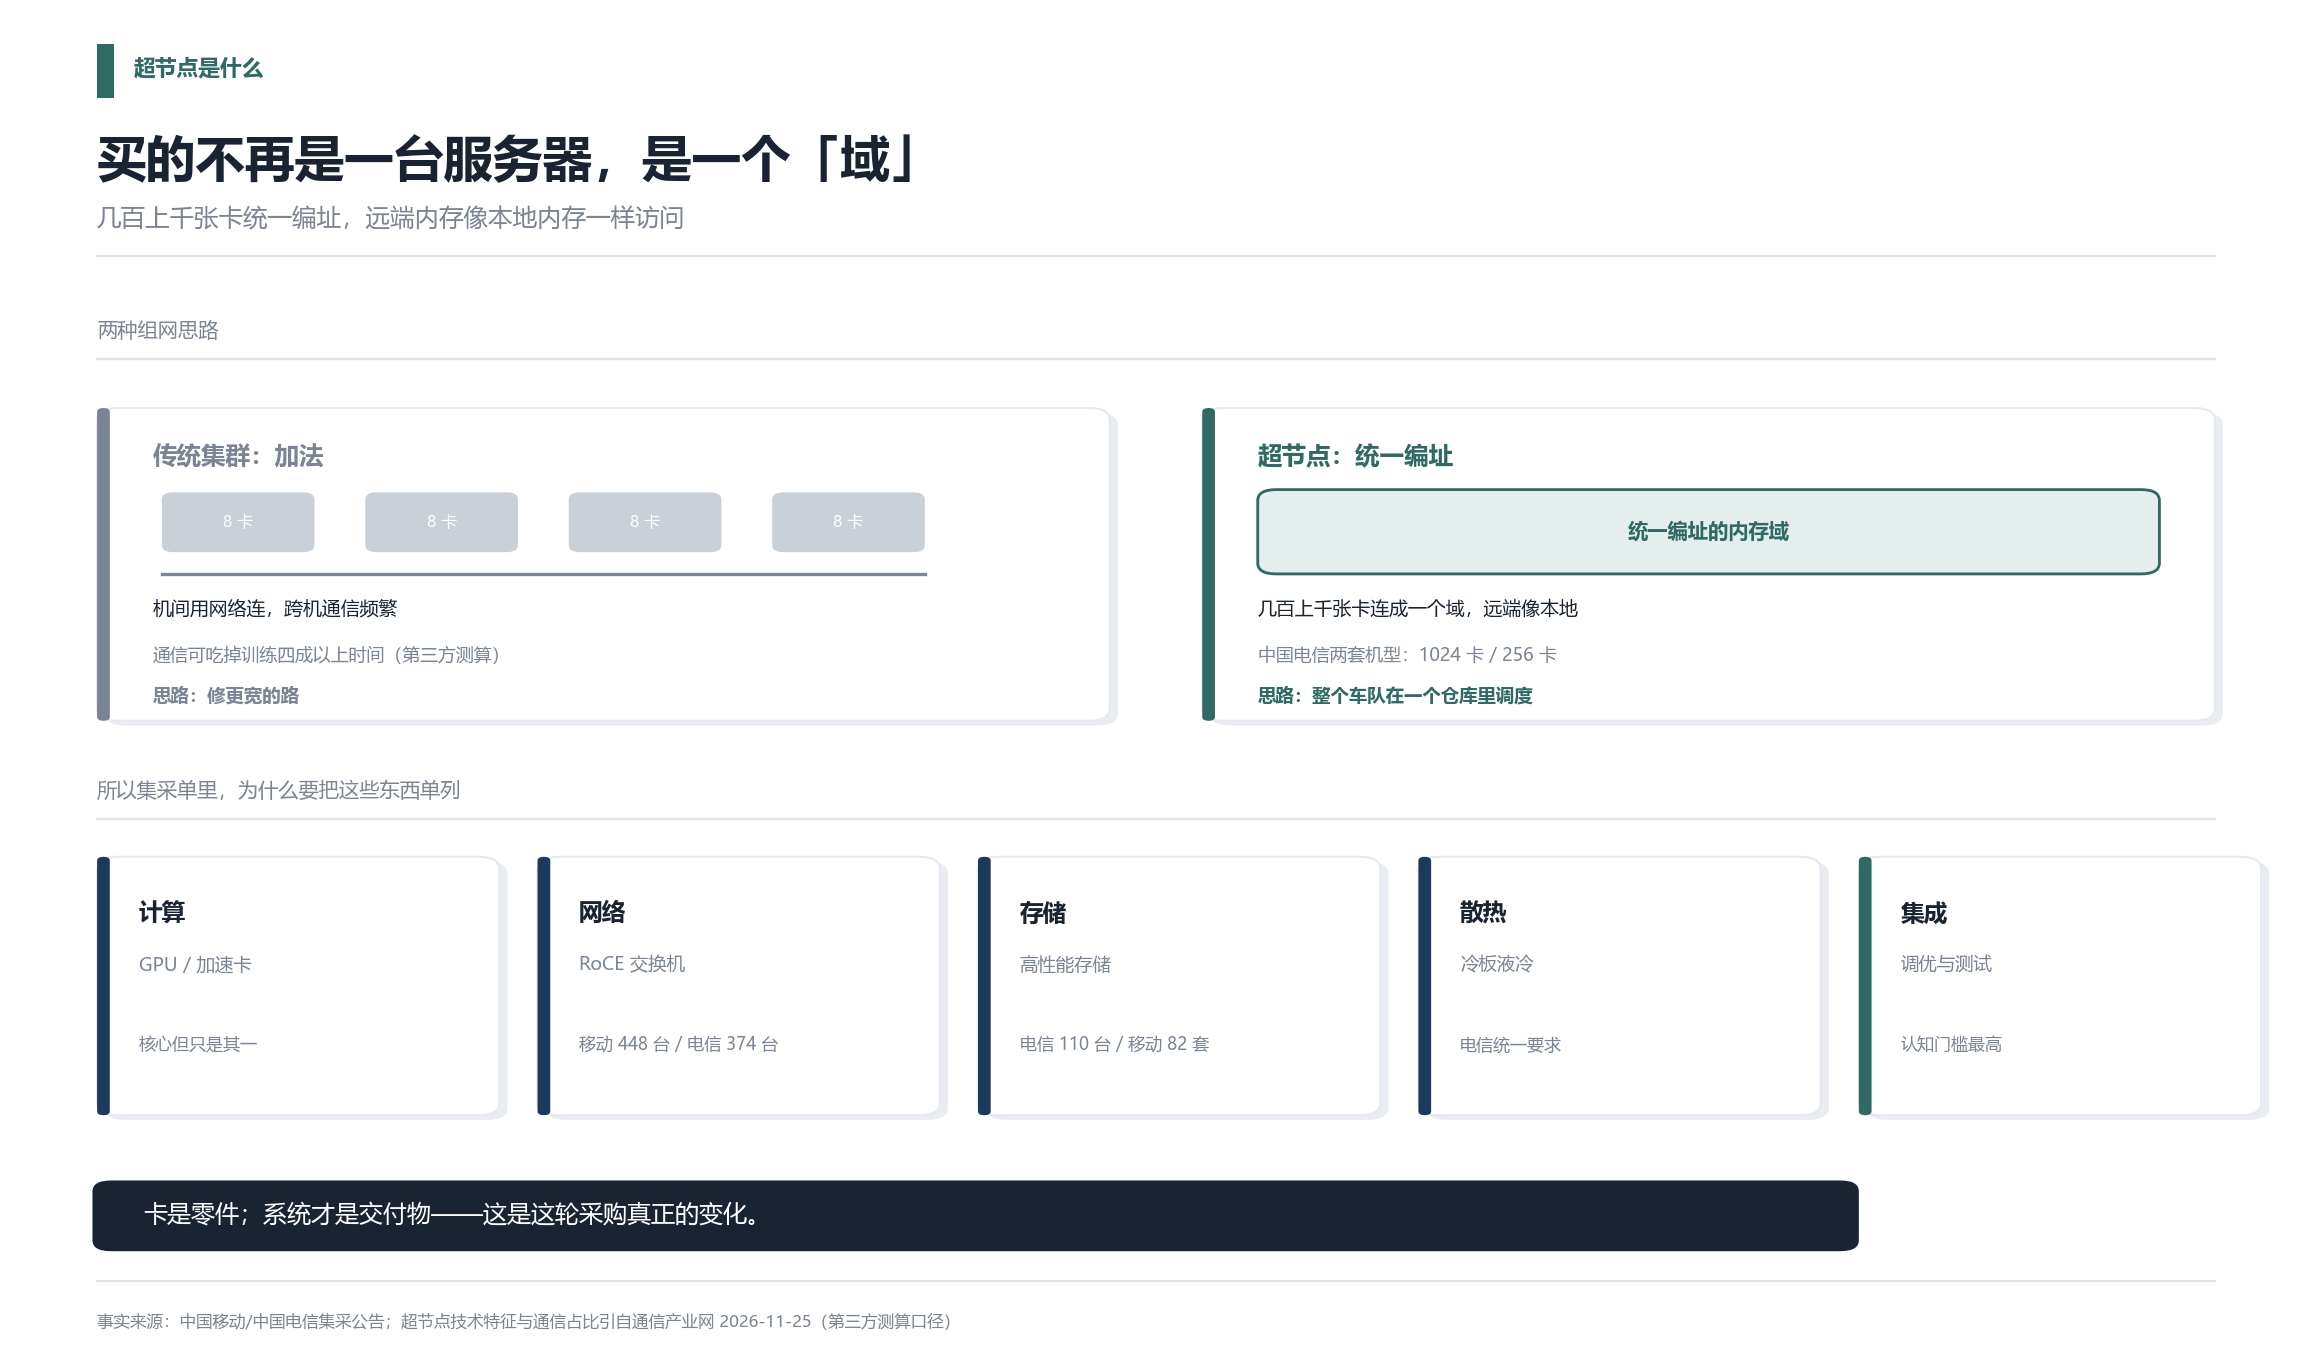 超节点是什么
买的不再是一台服务器，是一个「域」
几百上千张卡统一编址，远端内存像本地内存一样访问
两种组网思路
传统集群：加法
8 卡
8 卡
8 卡
8 卡
机间用网络连，跨机通信频繁
通信可吃掉训练四成以上时间（第三方测算）
思路：修更宽的路
超节点：统一编址
统一编址的内存域
几百上千张卡连成一个域，远端像本地
中国电信两套机型：1024 卡 / 256 卡
思路：整个车队在一个仓库里调度
所以集采单里，为什么要把这些东西单列
计算
GPU / 加速卡
核心但只是其一
网络
RoCE 交换机
移动 448 台 / 电信 374 台
存储
高性能存储
电信 110 台 / 移动 82 套
散热
冷板液冷
电信统一要求
集成
调优与测试
认知门槛最高
卡是零件；系统才是交付物——这是这轮采购真正的变化。
事实来源：中国移动/中国电信集采公告；超节点技术特征与通信占比引自通信产业网 2026-11-25（第三方测算口径）